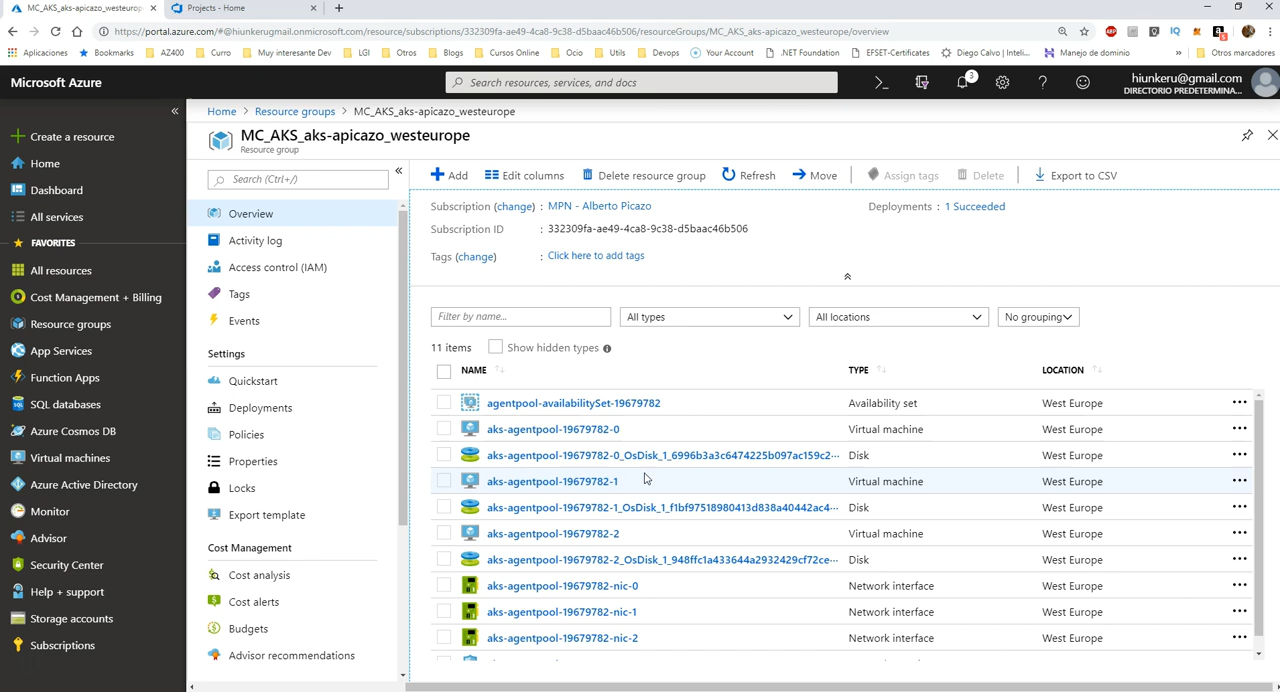 MC_AKS_aks-apicazo_westeurope
Projects - Home
https://portal.azure.com/#@hiunkerugmail.onmicrosoft.com/resource/subscriptions/332309fa-ae49-4ca8-9c38-d5baac46b506/resourceGroups/MC_AKS_aks-apicazo_westeurope/overview
Aplicaciones
Bookmarks
AZ400
Curro
Muy interesante Dev
LGI
Otros
Blogs
Cursos Online
Ocio
Utils
Devops
Your Account
.NET Foundation
EFSET-Certificates
Diego Calvo | Inteli...
Manejo de dominio
»
Otros marcadores
Microsoft Azure
Search resources, services, and docs
3
hiunkeru@gmail.com
DIRECTORIO PREDETERMINA...
Create a resource
Home
Dashboard
All services
FAVORITES
All resources
Cost Management + Billing
Resource groups
App Services
Function Apps
SQL databases
Azure Cosmos DB
Virtual machines
Azure Active Directory
Monitor
Advisor
Security Center
Help + support
Storage accounts
Subscriptions
Home > Resource groups > MC_AKS_aks-apicazo_westeurope
MC_AKS_aks-apicazo_westeurope
Resource group
Search (Ctrl+/)
Overview
Activity log
Access control (IAM)
Tags
Events
Settings
Quickstart
Deployments
Policies
Properties
Locks
Export template
Cost Management
Cost analysis
Cost alerts
Budgets
Advisor recommendations
Add
Edit columns
Delete resource group
Refresh
Move
Assign tags
Delete
Export to CSV
Subscription (change) : MPN - Alberto Picazo
Deployments : 1 Succeeded
Subscription ID : 332309fa-ae49-4ca8-9c38-d5baac46b506
Tags (change) : Click here to add tags
Filter by name...
All types
All locations
No grouping
11 items
Show hidden types
NAME TYPE LOCATION
agentpool-availabilitySet-19679782 Availability set West Europe ...
aks-agentpool-19679782-0 Virtual machine West Europe ...
aks-agentpool-19679782-0_OsDisk_1_6996b3a3c6474225b097ac159c2... Disk West Europe ...
aks-agentpool-19679782-1 Virtual machine West Europe ...
aks-agentpool-19679782-1_OsDisk_1_f1bf97518980413d838a40442ac4... Disk West Europe ...
aks-agentpool-19679782-2 Virtual machine West Europe ...
aks-agentpool-19679782-2_OsDisk_1_948ffc1a433644a2932429cf72ce... Disk West Europe ...
aks-agentpool-19679782-nic-0 Network interface West Europe ...
aks-agentpool-19679782-nic-1 Network interface West Europe ...
aks-agentpool-19679782-nic-2 Network interface West Europe ...